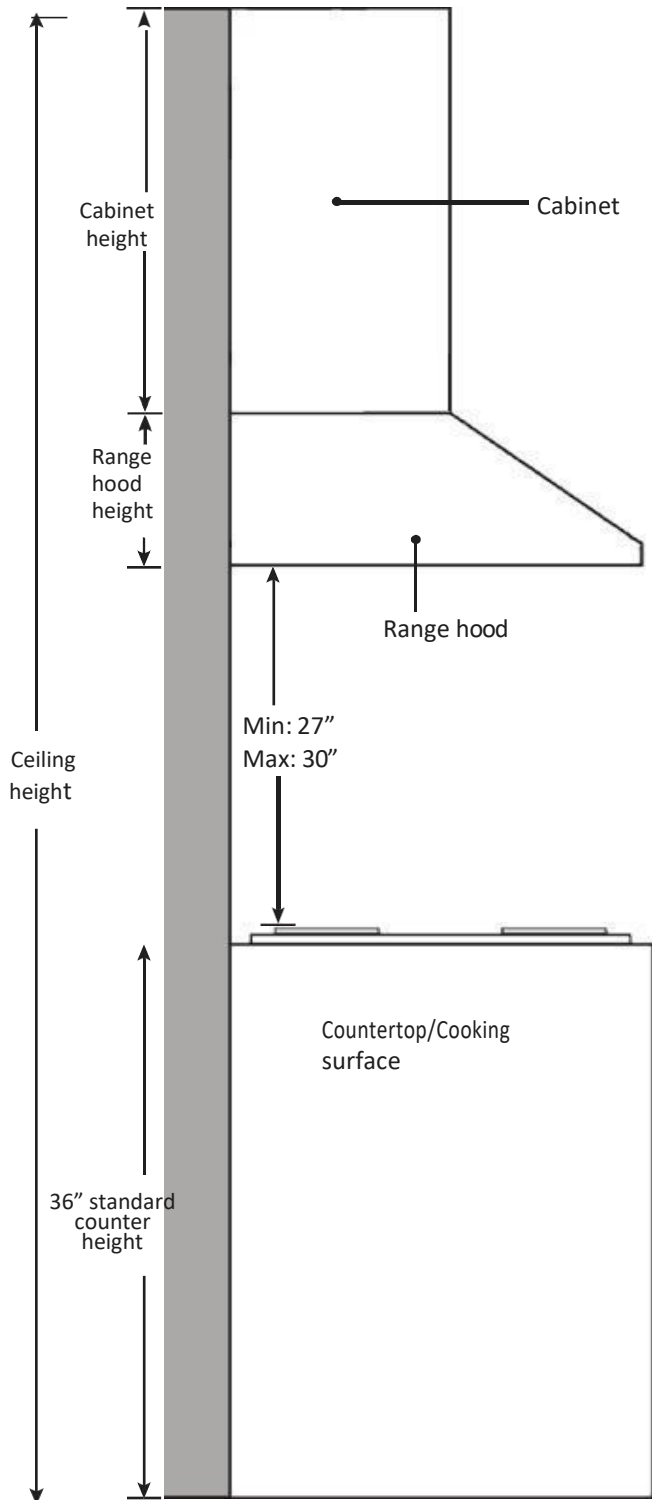 Cabinet
height
Cabinet
Range
hood
height
Range hood
Min: 27”
Max: 30”
Ceiling
height
Countertop/Cooking
surface
36” standard
counter
height